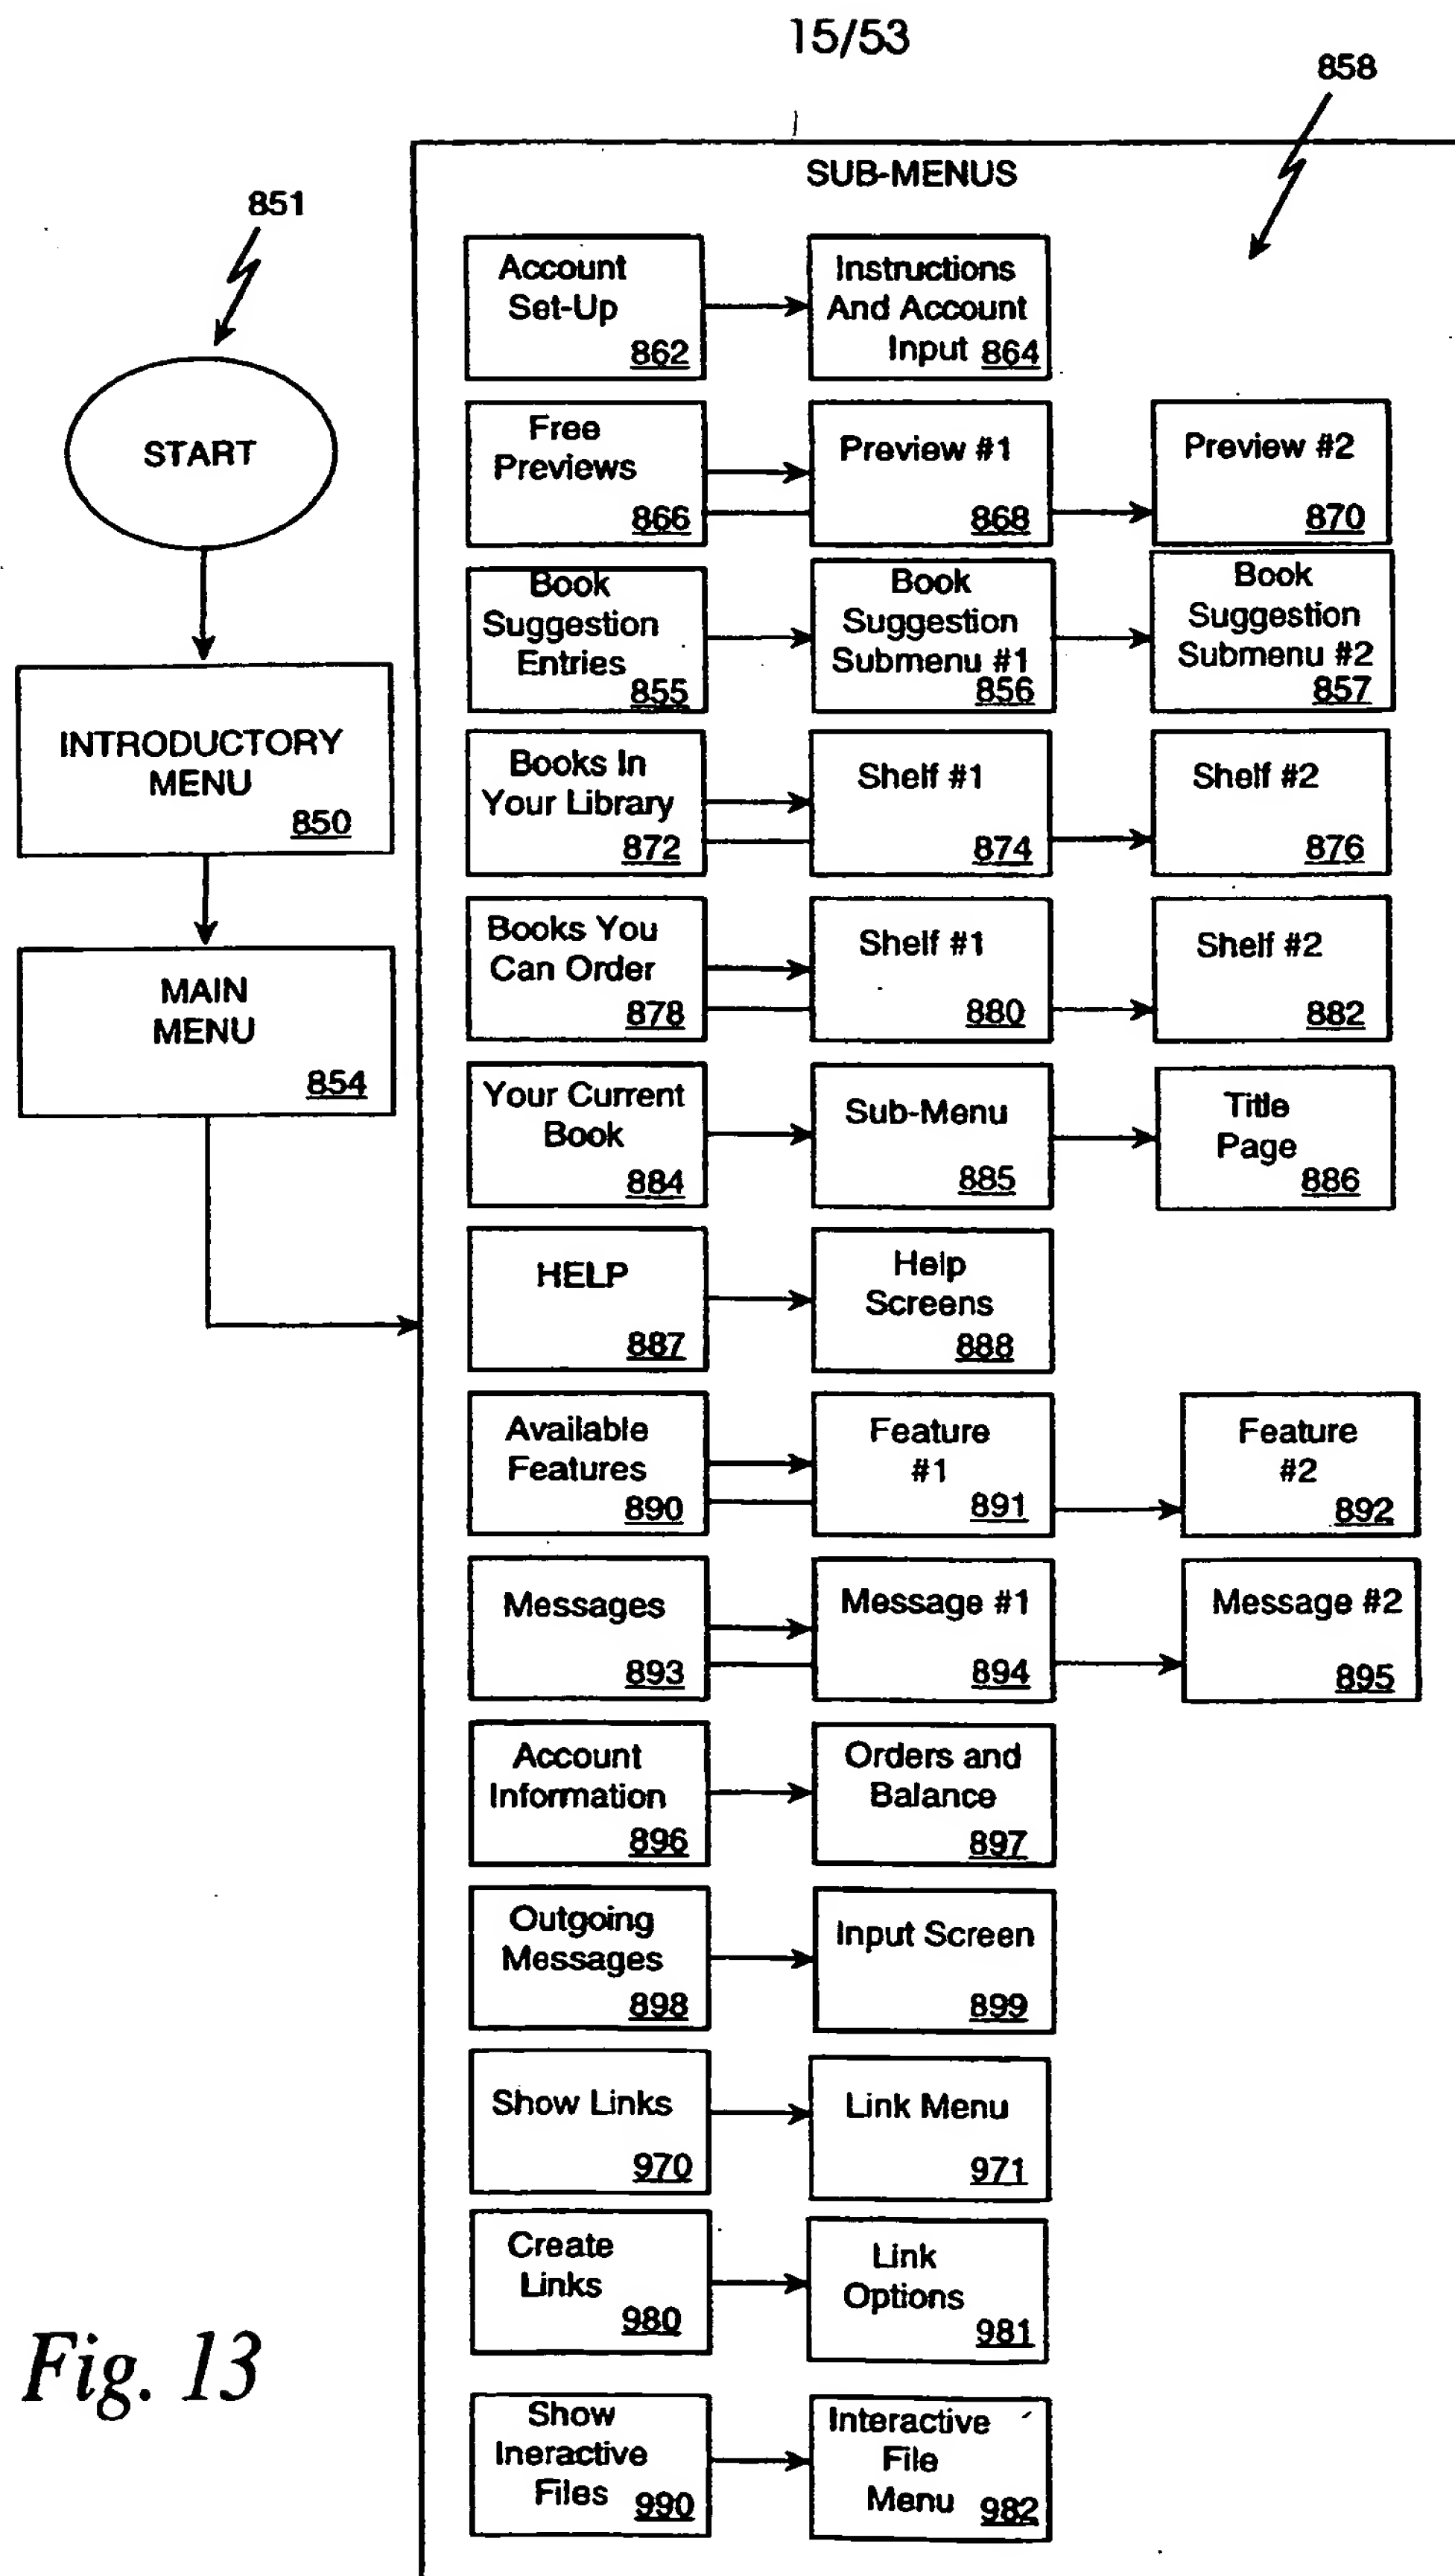 15/53
858
SUB-MENUS
851
START
INTRODUCTORY
MENU
850
MAIN
MENU
854
Account
Set-Up
862
Instructions
And Account
Input 864
Free
Previews
866
Preview #1
868
Preview #2
870
Book
Suggestion
Entries
855
Book
Suggestion
Submenu #1
856
Book
Suggestion
Submenu #2
857
Books In
Your Library
872
Shelf #1
874
Shelf #2
876
Books You
Can Order
878
Shelf #1
880
Shelf #2
882
Your Current
Book
884
Sub-Menu
885
Title
Page
886
HELP
887
Help
Screens
888
Available
Features
890
Feature
#1
891
Feature
#2
892
Messages
893
Message #1
894
Message #2
895
Account
Information
896
Orders and
Balance
897
Outgoing
Messages
898
Input Screen
899
Show Links
970
Link Menu
971
Create
Links
980
Link
Options
981
Show
Ineractive
Files 990
Interactive
File
Menu 982
Fig. 13